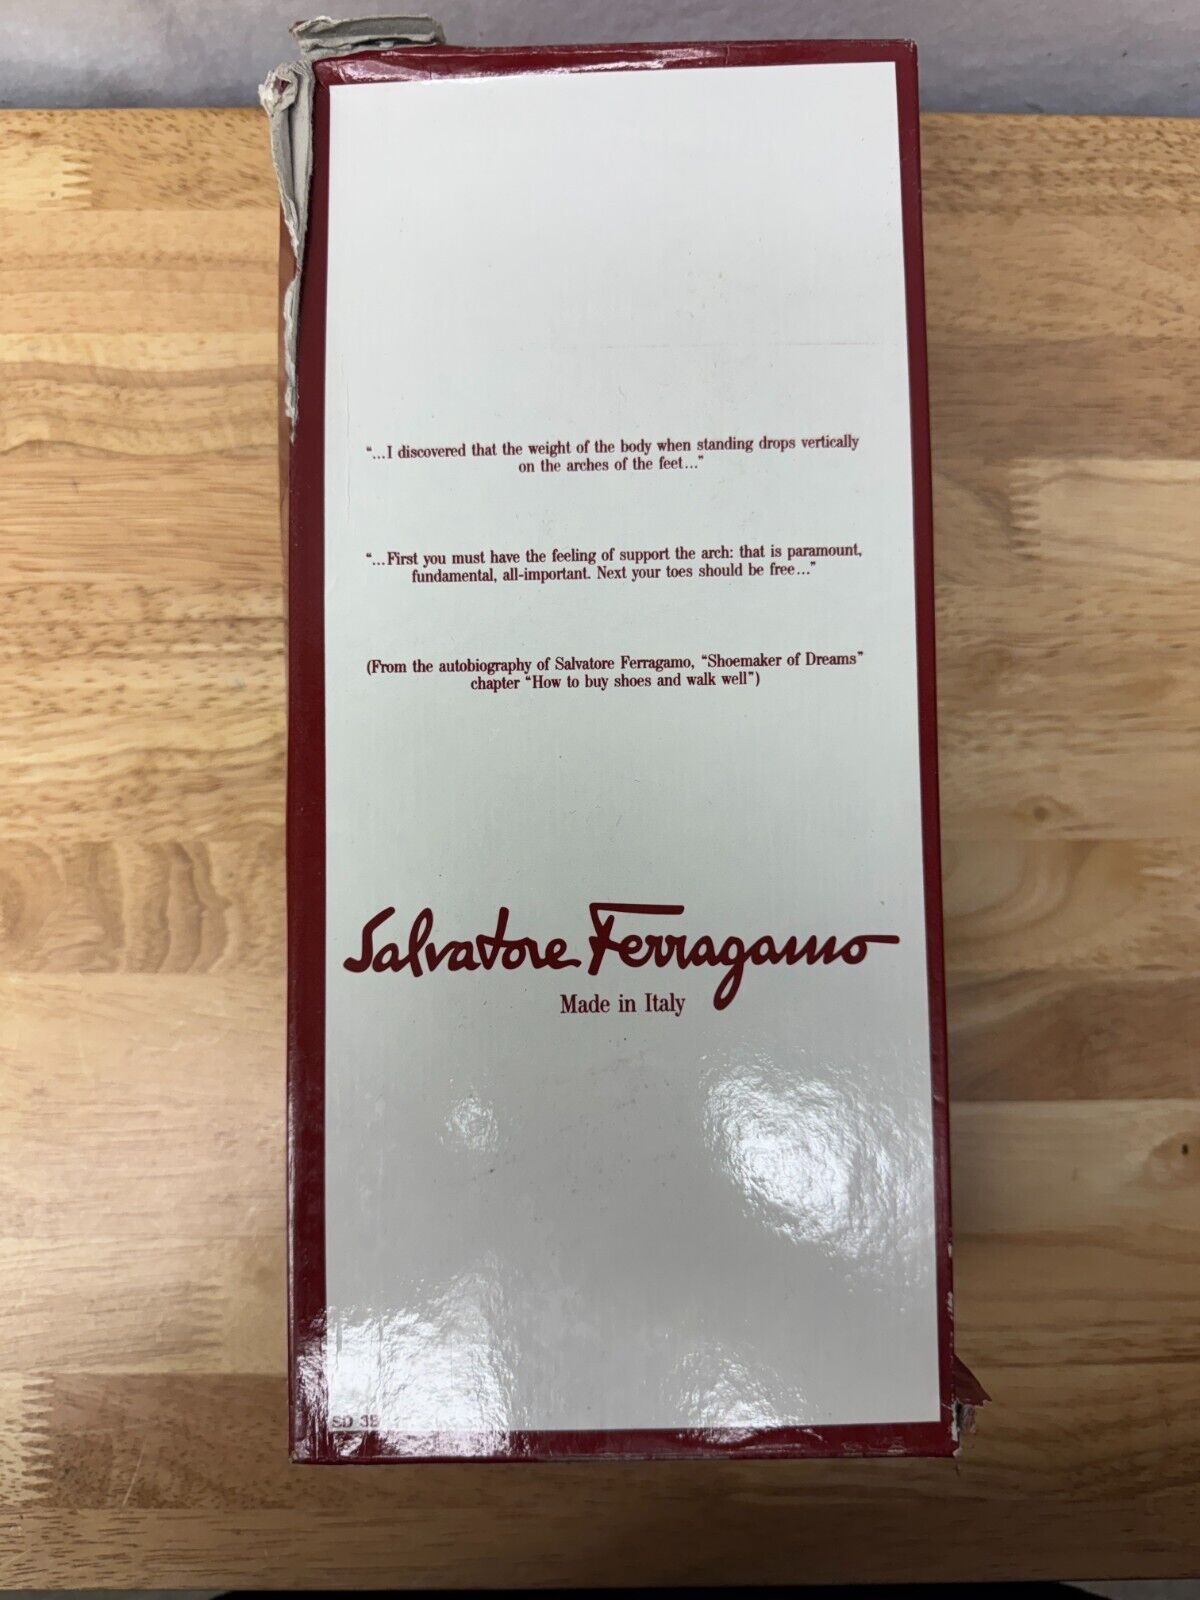 “...I discovered that the weight of the body when standing drops vertically
on the arches of the feet...”
“...First you must have the feeling of support the arch: that is paramount,
fundamental, all-important. Next your toes should be free...”
(From the autobiography of Salvatore Ferragamo, “Shoemaker of Dreams”
chapter “How to buy shoes and walk well”)
Salvatore Ferragamo
Made in Italy
SD